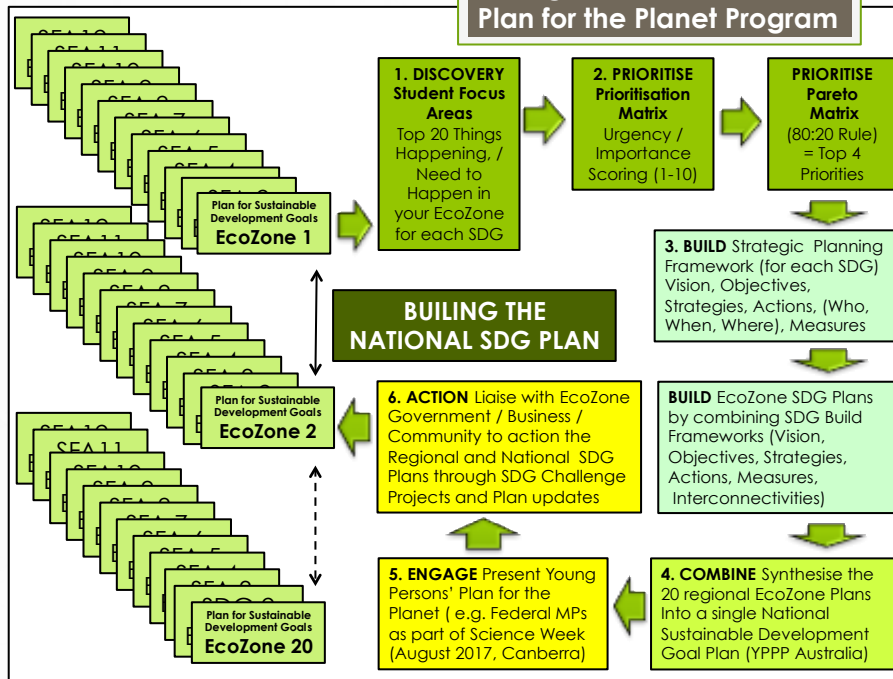 Plan for the Planet Program
SFA 11
Plan for Sustainable
Development Goals
EcoZone 1
SFA 11
Plan for Sustainable
Development Goals
EcoZone 2
SFA 11
Plan for Sustainable
Development Goals
EcoZone 20
1. DISCOVERY
Student Focus
Areas
Top 20 Things
Happening, /
Need to
Happen in
your EcoZone
for each SDG
2. PRIORITISE
Prioritisation
Matrix
Urgency /
Importance
Scoring (1-10)
PRIORITISE
Pareto
Matrix
(80:20 Rule)
= Top 4
Priorities
3. BUILD Strategic Planning
Framework (for each SDG)
Vision, Objectives,
Strategies, Actions, (Who,
When, Where), Measures
BUILING THE
NATIONAL SDG PLAN
BUILD EcoZone SDG Plans
by combining SDG Build
Frameworks (Vision,
Objectives, Strategies,
Actions, Measures,
Interconnectivities)
4. COMBINE Synthesise the
20 regional EcoZone Plans
Into a single National
Sustainable Development
Goal Plan (YPPP Australia)
5. ENGAGE Present Young
Persons' Plan for the
Planet ( e.g. Federal MPs
as part of Science Week
(August 2017, Canberra)
6. ACTION Liaise with EcoZone
Government / Business /
Community to action the
Regional and National SDG
Plans through SDG Challenge
Projects and Plan updates